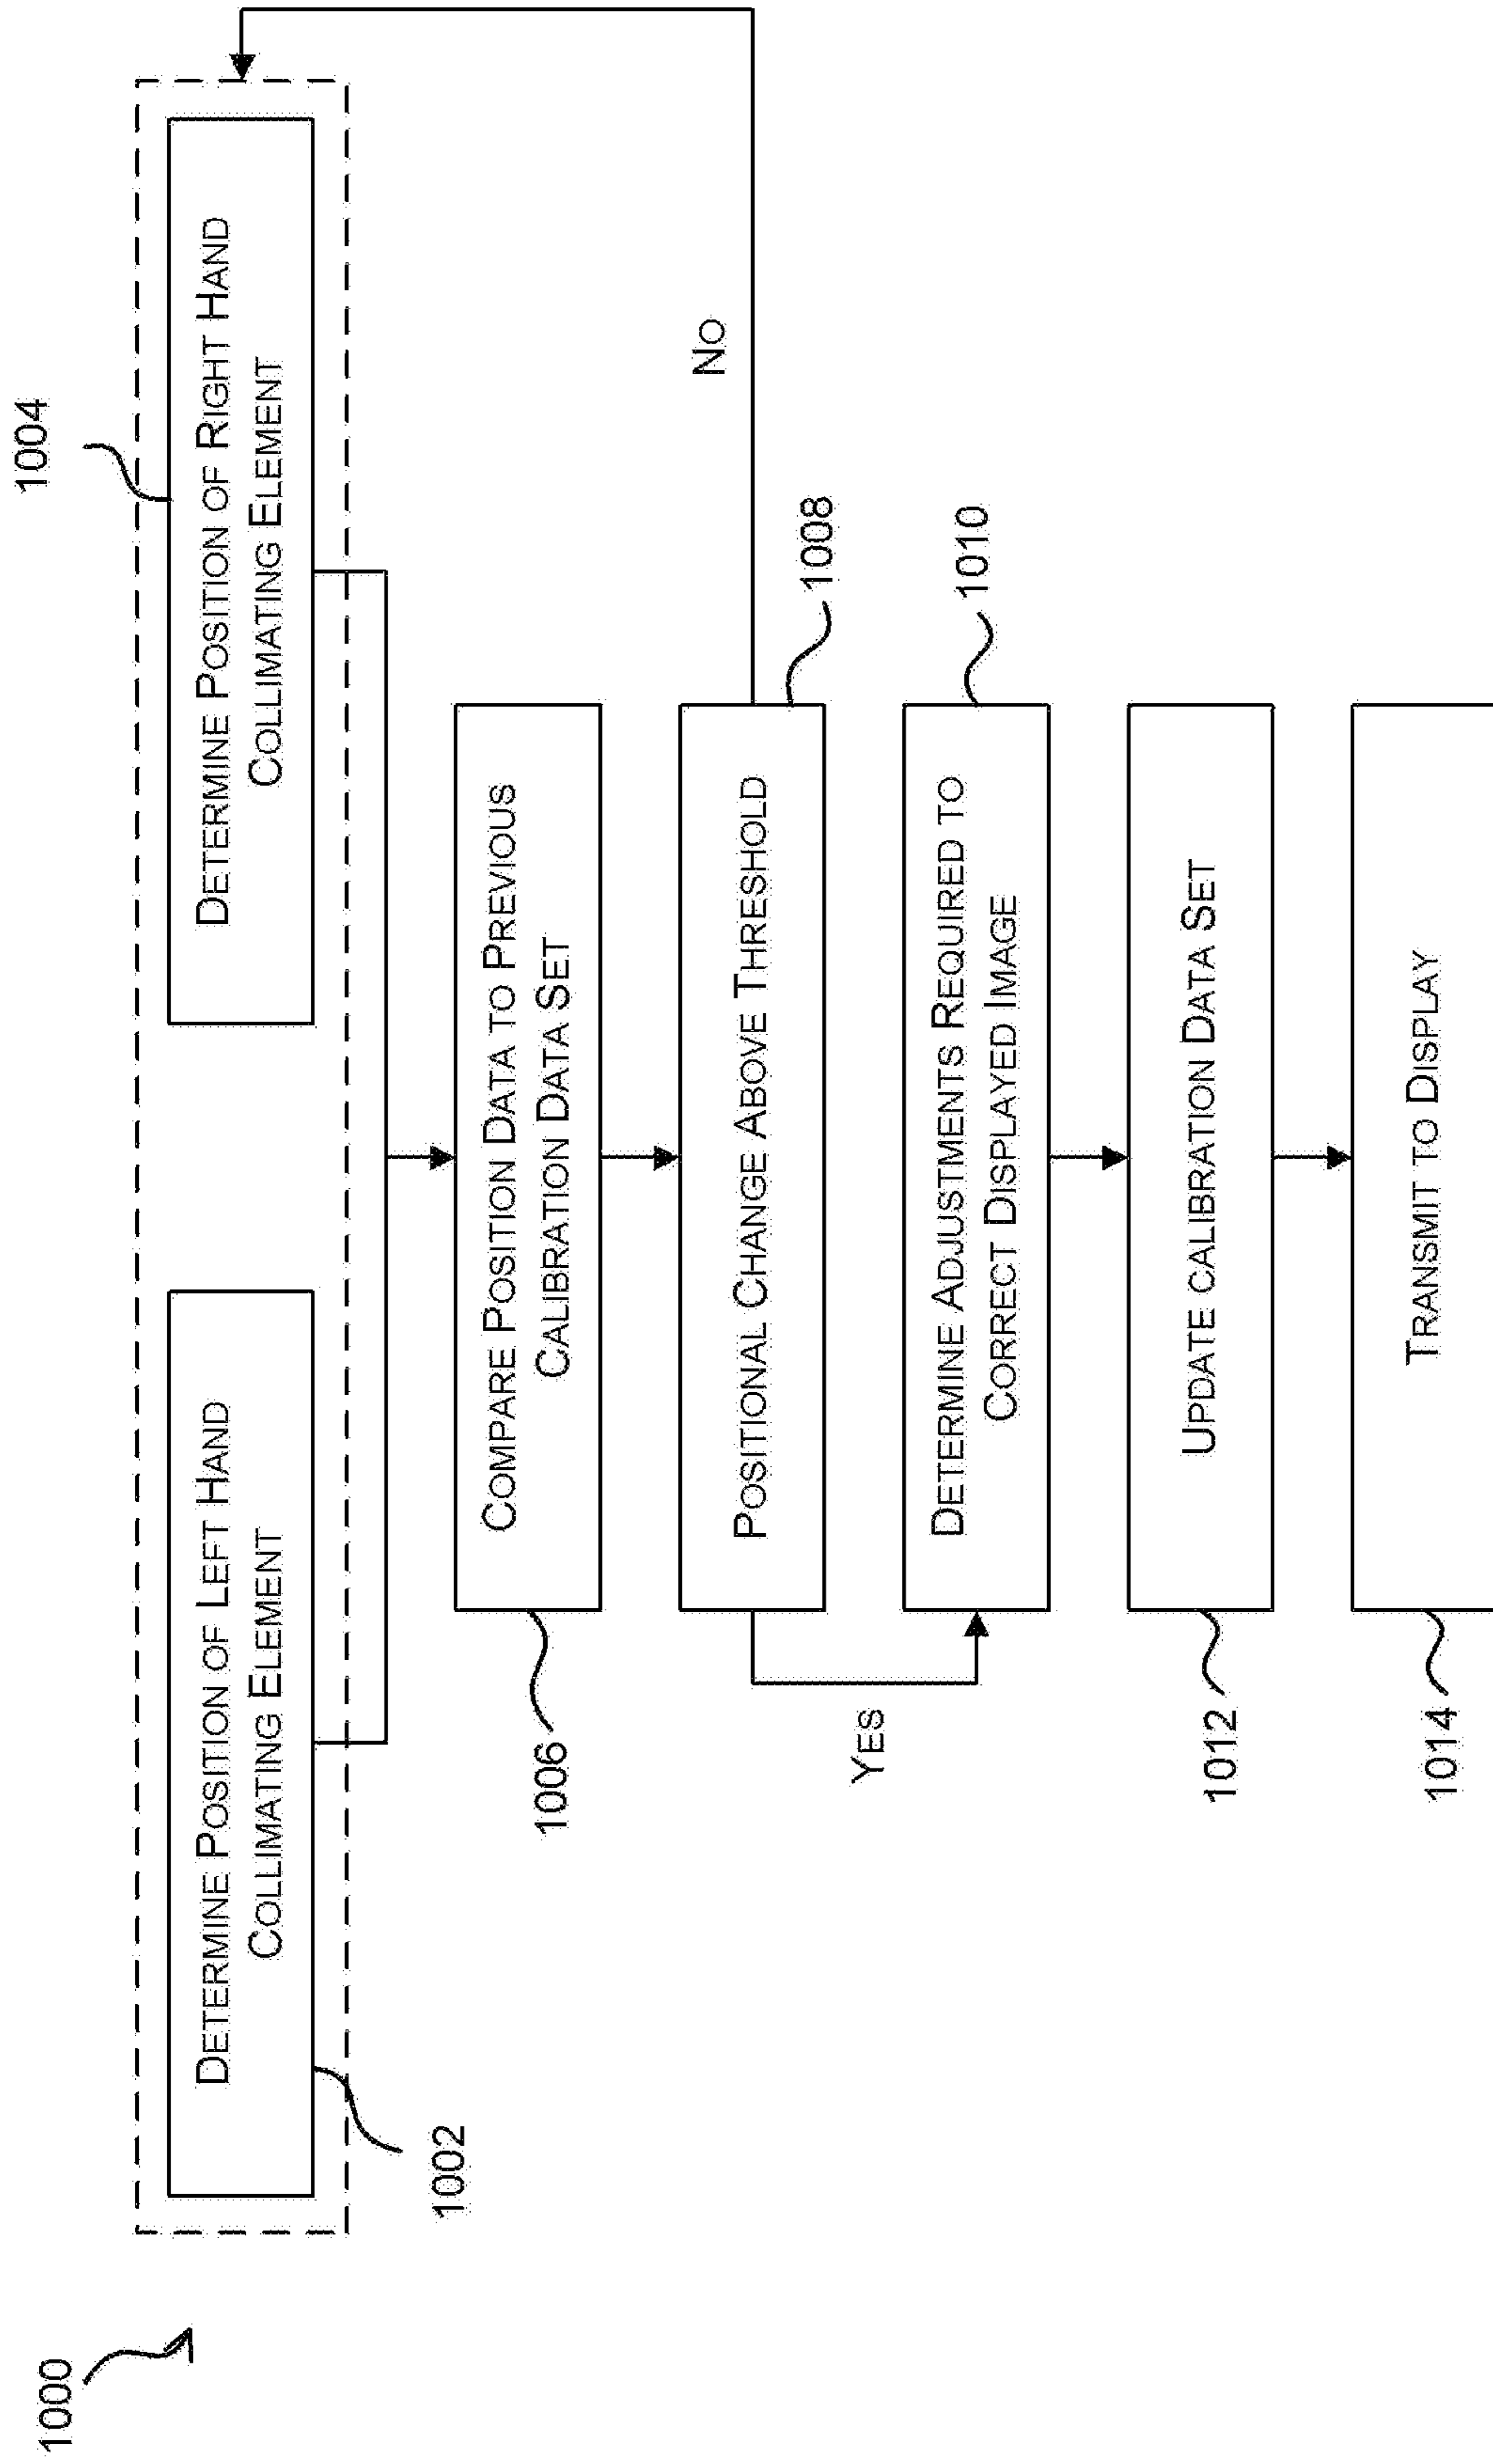 1000
1002
DETERMINE POSITION OF LEFT HAND
COLLIMATING ELEMENT
1004
DETERMINE POSITION OF RIGHT HAND
COLLIMATING ELEMENT
1006
COMPARE POSITION DATA TO PREVIOUS
CALIBRATION DATA SET
POSITIONAL CHANGE ABOVE THRESHOLD
1008
NO
YES
DETERMINE ADJUSTMENTS REQUIRED TO
CORRECT DISPLAYED IMAGE
1010
1012
UPDATE CALIBRATION DATA SET
1014
TRANSMIT TO DISPLAY